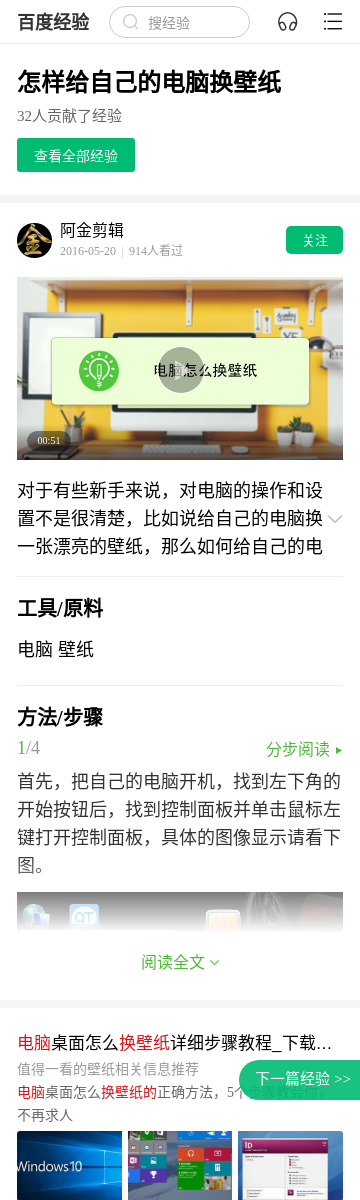 百度经验
搜经验
怎样给自己的电脑换壁纸
32人贡献了经验
查看全部经验
金
阿金剪辑
2016-05-20 | 914人看过
关注
电脑怎么换壁纸
00:51
对于有些新手来说，对电脑的操作和设
置不是很清楚，比如说给自己的电脑换
一张漂亮的壁纸，那么如何给自己的电
工具/原料
电脑 壁纸
方法/步骤
1/4
分步阅读
首先，把自己的电脑开机，找到左下角的
开始按钮后，找到控制面板并单击鼠标左
键打开控制面板，具体的图像显示请看下
图。
QT
阅读全文
电脑桌面怎么换壁纸详细步骤教程_下载…
值得一看的壁纸相关信息推荐
下一篇经验 >>
电脑桌面怎么换壁纸的正确方法，5个步骤教会你，
不再求人
Windows10
ID